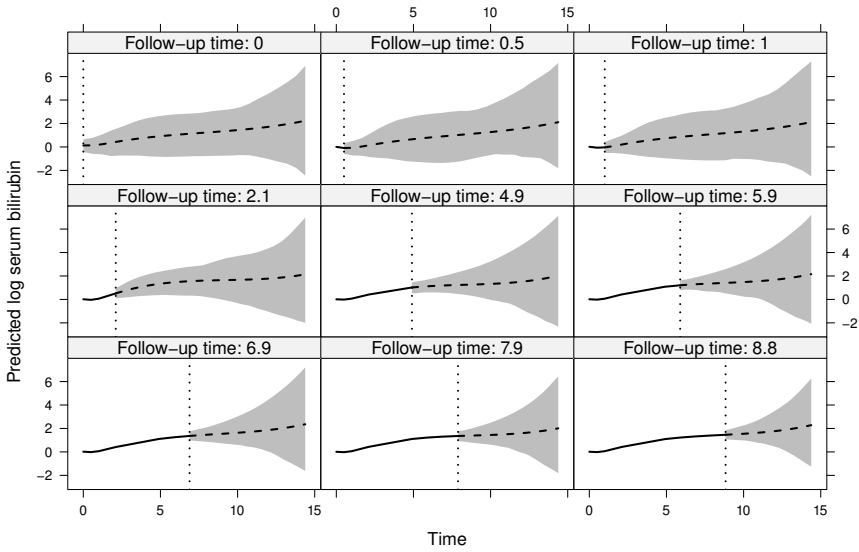 0 5 10 15
Follow−up time: 0 Follow−up time: 0.5 Follow−up time: 1
6
4
2
0
−2
Follow−up time: 2.1 Follow−up time: 4.9 Follow−up time: 5.9
6
4
2
0
−2
Follow−up time: 6.9 Follow−up time: 7.9 Follow−up time: 8.8
6
4
2
0
−2
0 5 10 15 0 5 10 15
Time
Predicted log serum bilirubin